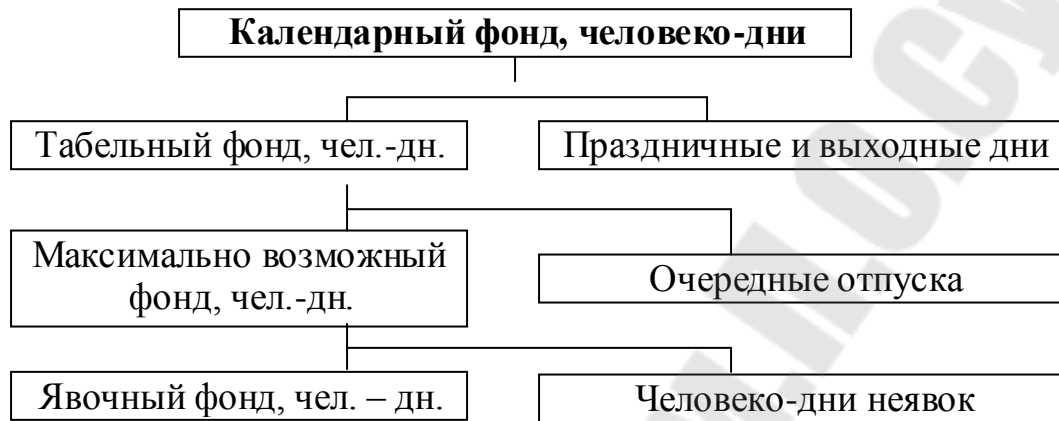 Календарный фонд, человеко-дни
Табельный фонд, чел.-дн.
Праздничные и выходные дни
Максимально возможный
фонд, чел.-дн.
Очередные отпуска
Явочный фонд, чел. – дн.
Человеко-дни неявок